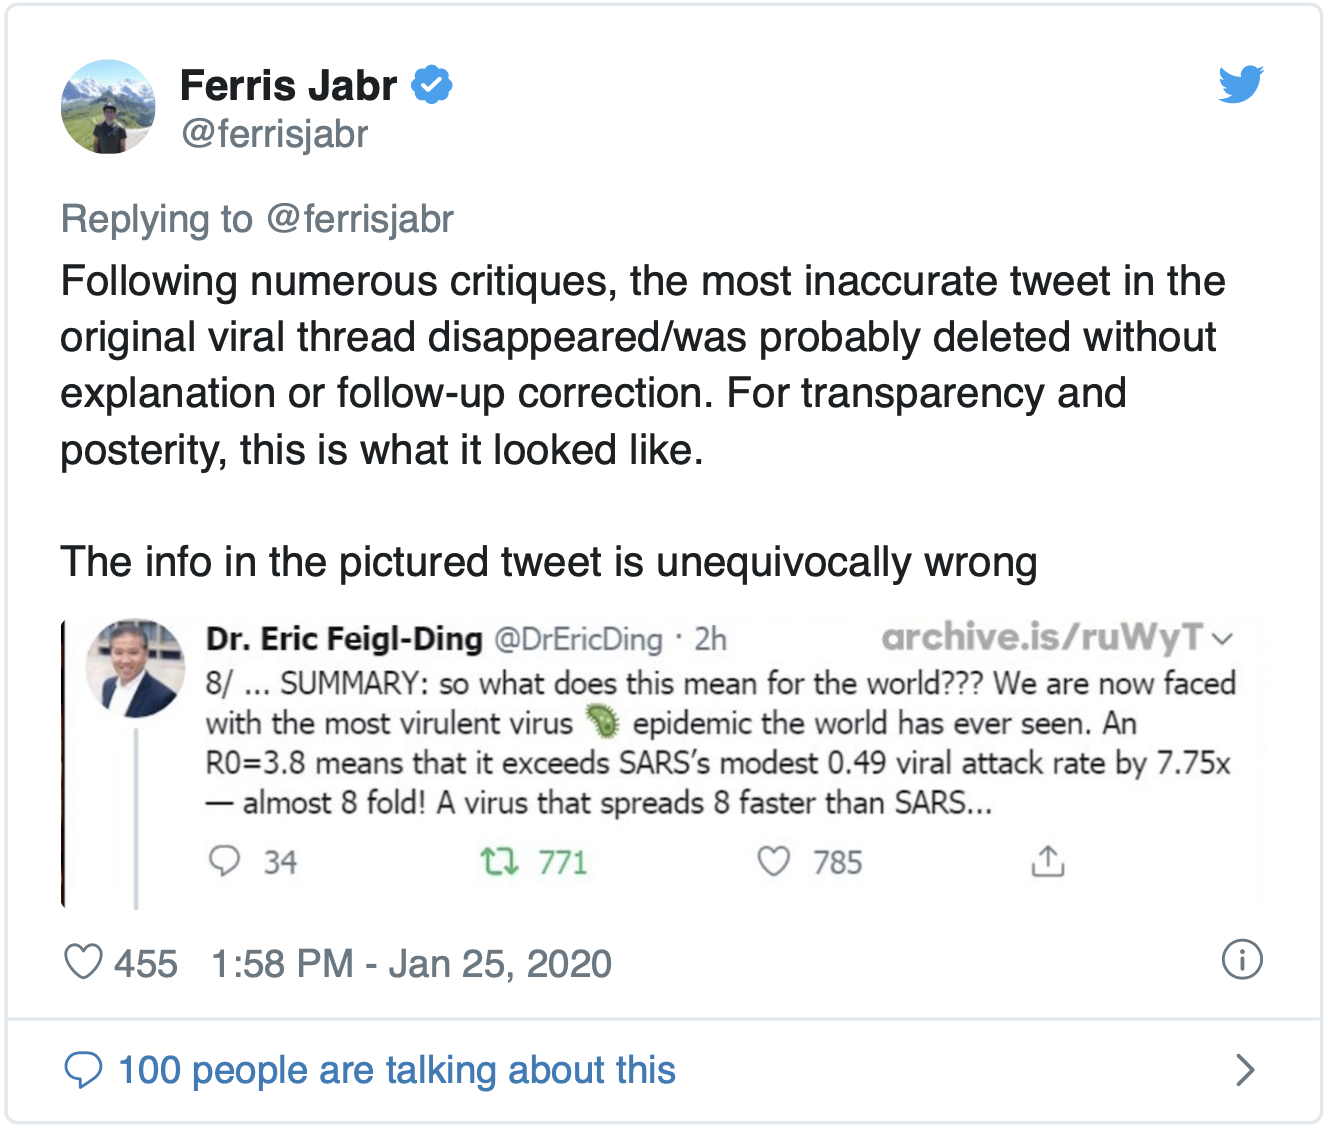 Ferris Jabr
@ferrisjabr
Replying to @ferrisjabr
Following numerous critiques, the most inaccurate tweet in the
original viral thread disappeared/was probably deleted without
explanation or follow-up correction. For transparency and
posterity, this is what it looked like.
The info in the pictured tweet is unequivocally wrong
Dr. Eric Feigl-Ding @DrEricDing · 2h archive.is/ruWyT
8/ ... SUMMARY: so what does this mean for the world??? We are now faced
with the most virulent virus 🦠 epidemic the world has ever seen. An
R0=3.8 means that it exceeds SARS's modest 0.49 viral attack rate by 7.75x
— almost 8 fold! A virus that spreads 8 faster than SARS...
34 771 785
455 1:58 PM - Jan 25, 2020
100 people are talking about this